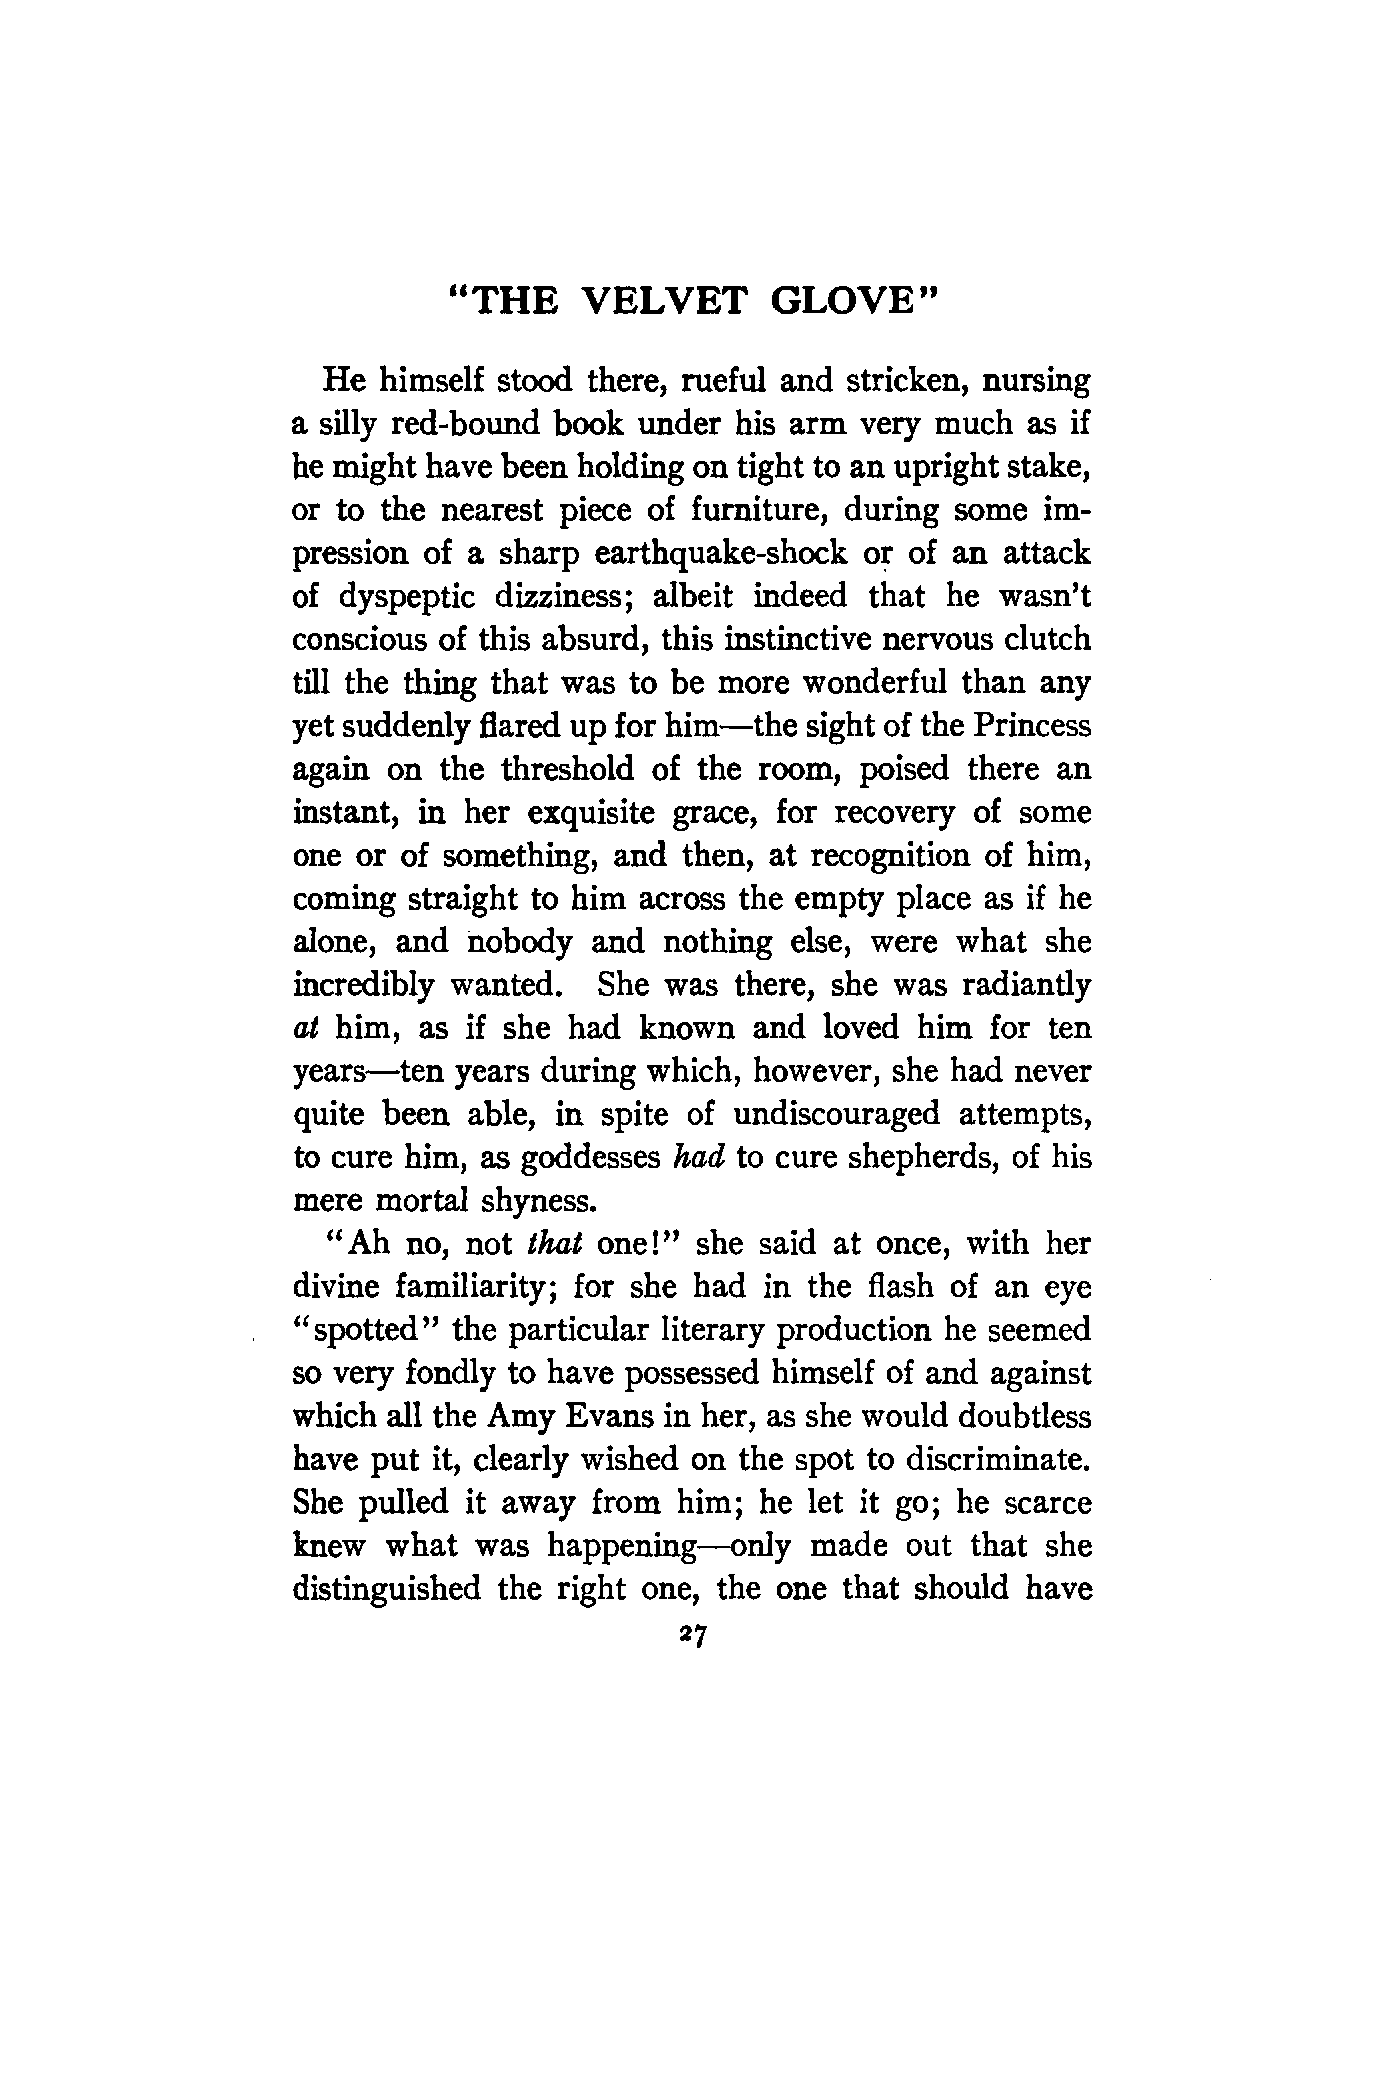 "THE VELVET GLOVE"
He himself stood there, rueful and stricken, nursing
a silly red-bound book under his arm very much as if
he might have been holding on tight to an upright stake,
or to the nearest piece of furniture, during some im-
pression of a sharp earthquake-shock or of an attack
of dyspeptic dizziness; albeit indeed that he wasn't
conscious of this absurd, this instinctive nervous clutch
till the thing that was to be more wonderful than any
yet suddenly flared up for him—the sight of the Princess
again on the threshold of the room, poised there an
instant, in her exquisite grace, for recovery of some
one or of something, and then, at recognition of him,
coming straight to him across the empty place as if he
alone, and nobody and nothing else, were what she
incredibly wanted. She was there, she was radiantly
at him, as if she had known and loved him for ten
years—ten years during which, however, she had never
quite been able, in spite of undiscouraged attempts,
to cure him, as goddesses had to cure shepherds, of his
mere mortal shyness.
"Ah no, not that one!" she said at once, with her
divine familiarity; for she had in the flash of an eye
"spotted" the particular literary production he seemed
so very fondly to have possessed himself of and against
which all the Amy Evans in her, as she would doubtless
have put it, clearly wished on the spot to discriminate.
She pulled it away from him; he let it go; he scarce
knew what was happening—only made out that she
distinguished the right one, the one that should have
27